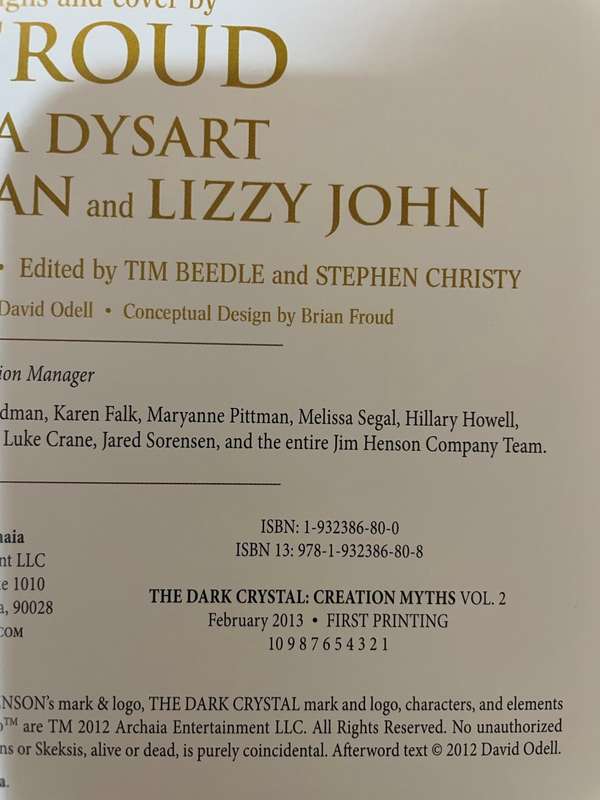 and cover by
ROUD
A DYSART
AN and LIZZY JOHN
• Edited by TIM BEEDLE and STEPHEN CHRISTY
David Odell • Conceptual Design by Brian Froud
ion Manager
dman, Karen Falk, Maryanne Pittman, Melissa Segal, Hillary Howell,
Luke Crane, Jared Sorensen, and the entire Jim Henson Company Team.
haia
nt LLC
e 1010
a, 90028
COM
ISBN: 1-932386-80-0
ISBN 13: 978-1-932386-80-8
THE DARK CRYSTAL: CREATION MYTHS VOL. 2
February 2013 • FIRST PRINTING
10 9 8 7 6 5 4 3 2 1
ENSON's mark & logo, THE DARK CRYSTAL mark and logo, characters, and elements
o™ are TM 2012 Archaia Entertainment LLC. All Rights Reserved. No unauthorized
ns or Skeksis, alive or dead, is purely coincidental. Afterword text © 2012 David Odell.
a.